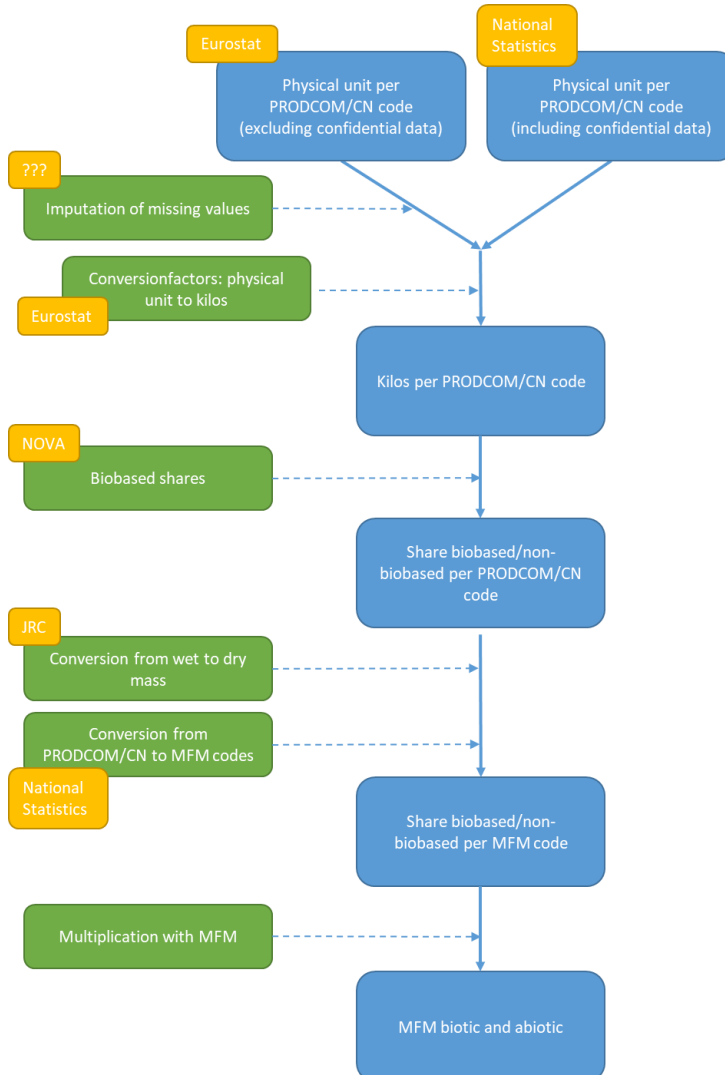 Eurostat
National
Statistics
Physical unit per
PRODCOM/CN code
(excluding confidential data)
Physical unit per
PRODCOM/CN code
(including confidential data)
???
Imputation of missing values
Conversionfactors: physical
unit to kilos
Eurostat
Kilos per PRODCOM/CN code
NOVA
Biobased shares
Share biobased/non-
biobased per PRODCOM/CN
code
JRC
Conversion from wet to dry
mass
Conversion from
PRODCOM/CN to MFM codes
National
Statistics
Share biobased/non-
biobased per MFM code
Multiplication with MFM
MFM biotic and abiotic